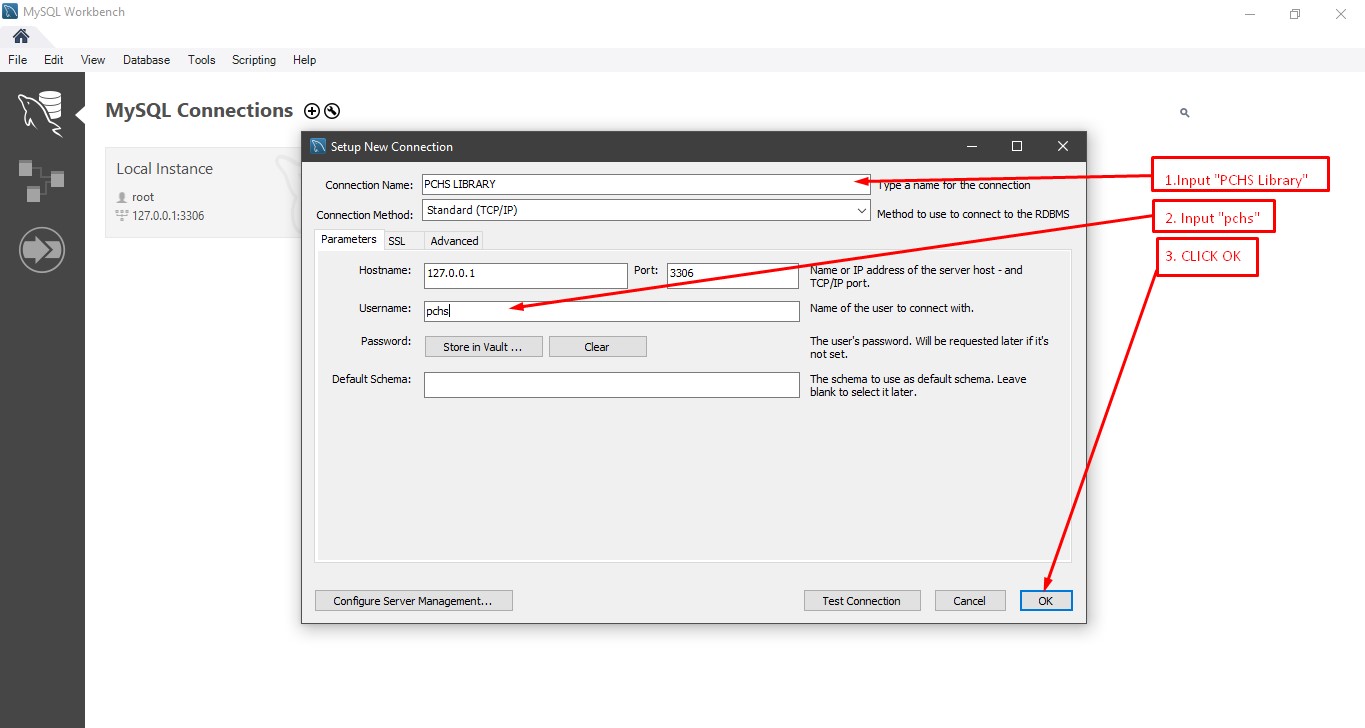 MySQL Workbench
File Edit View Database Tools Scripting Help
MySQL Connections
Local Instance
root
127.0.0.1:3306
Setup New Connection
Connection Name: PCHS LIBRARY Type a name for the connection
Connection Method: Standard (TCP/IP) Method to use to connect to the RDBMS
Parameters SSL Advanced
Hostname: 127.0.0.1 Port: 3306 Name or IP address of the server host - and
TCP/IP port.
Username: pchs Name of the user to connect with.
Password: Store in Vault ... Clear The user's password. Will be requested later if it's
not set.
Default Schema: The schema to use as default schema. Leave
blank to select it later.
Configure Server Management... Test Connection Cancel OK
1.Input "PCHS Library"
2. Input "pchs"
3. CLICK OK